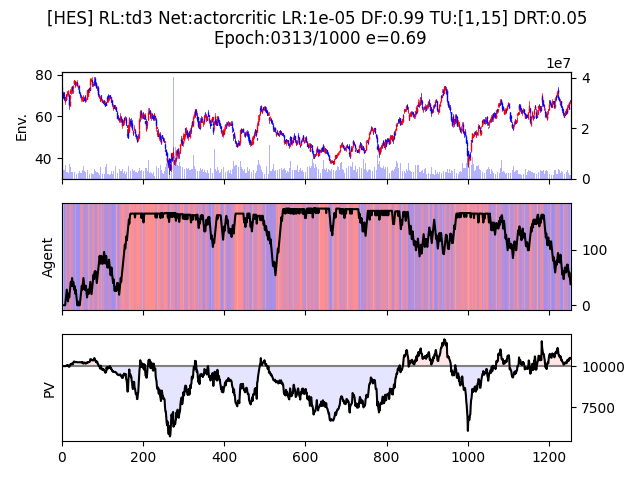 [HES] RL:td3 Net:actorcritic LR:1e-05 DF:0.99 TU:[1,15] DRT:0.05
Epoch:0313/1000 e=0.69
1e7
80
60
40
Env.
4
2
0
Agent
100
0
PV
10000
7500
0 200 400 600 800 1000 1200